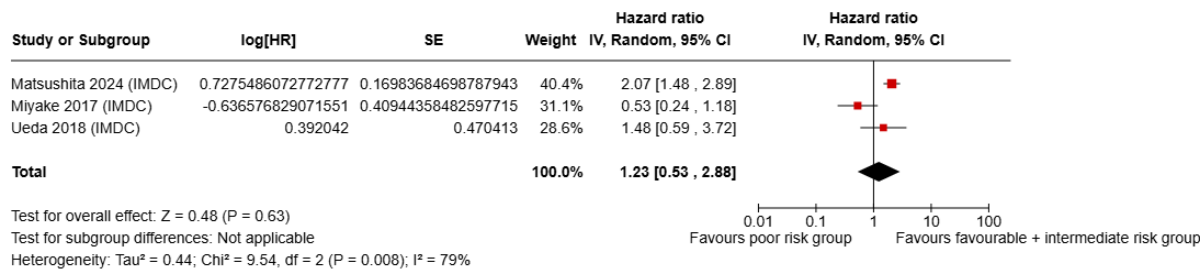 Hazard ratio Hazard ratio
Study or Subgroup log[HR] SE Weight IV, Random, 95% CI IV, Random, 95% CI
Matsushita 2024 (IMDC) 0.7275486072772777 0.16983684698787943 40.4% 2.07 [1.48 , 2.89]
Miyake 2017 (IMDC) -0.636576829071551 0.40944358482597715 31.1% 0.53 [0.24 , 1.18]
Ueda 2018 (IMDC) 0.392042 0.470413 28.6% 1.48 [0.59 , 3.72]
Total 100.0% 1.23 [0.53 , 2.88]
Test for overall effect: Z = 0.48 (P = 0.63)
0.01 0.1 1 10 100
Test for subgroup differences: Not applicable
Favours poor risk group Favours favourable + intermediate risk group
Heterogeneity: Tau² = 0.44; Chi² = 9.54, df = 2 (P = 0.008); I² = 79%